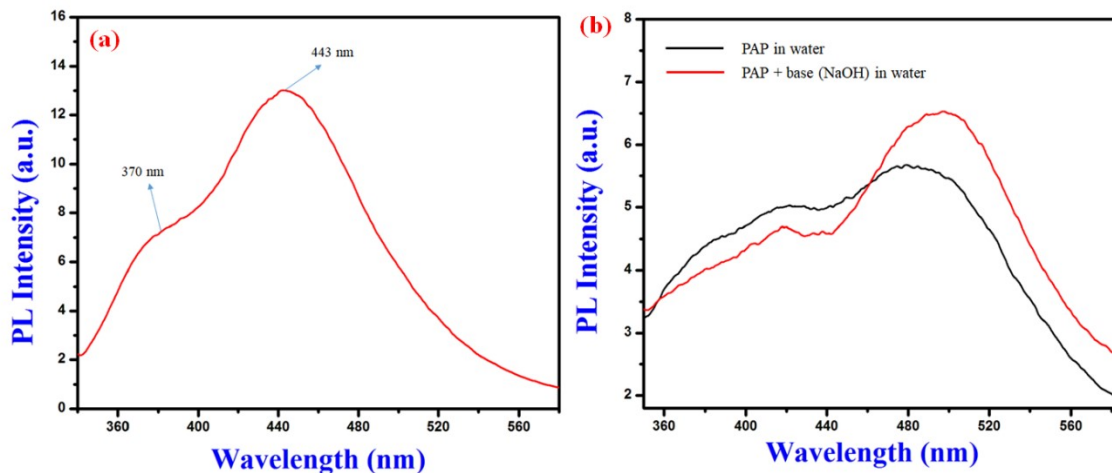 (a)
443 nm
370 nm
PL Intensity (a.u.)
16
14
12
10
8
6
4
2
0
360 400 440 480 520 560
Wavelength (nm)
(b)
PAP in water
PAP + base (NaOH) in water
PL Intensity (a.u.)
8
7
6
5
4
3
2
360 400 440 480 520 560
Wavelength (nm)